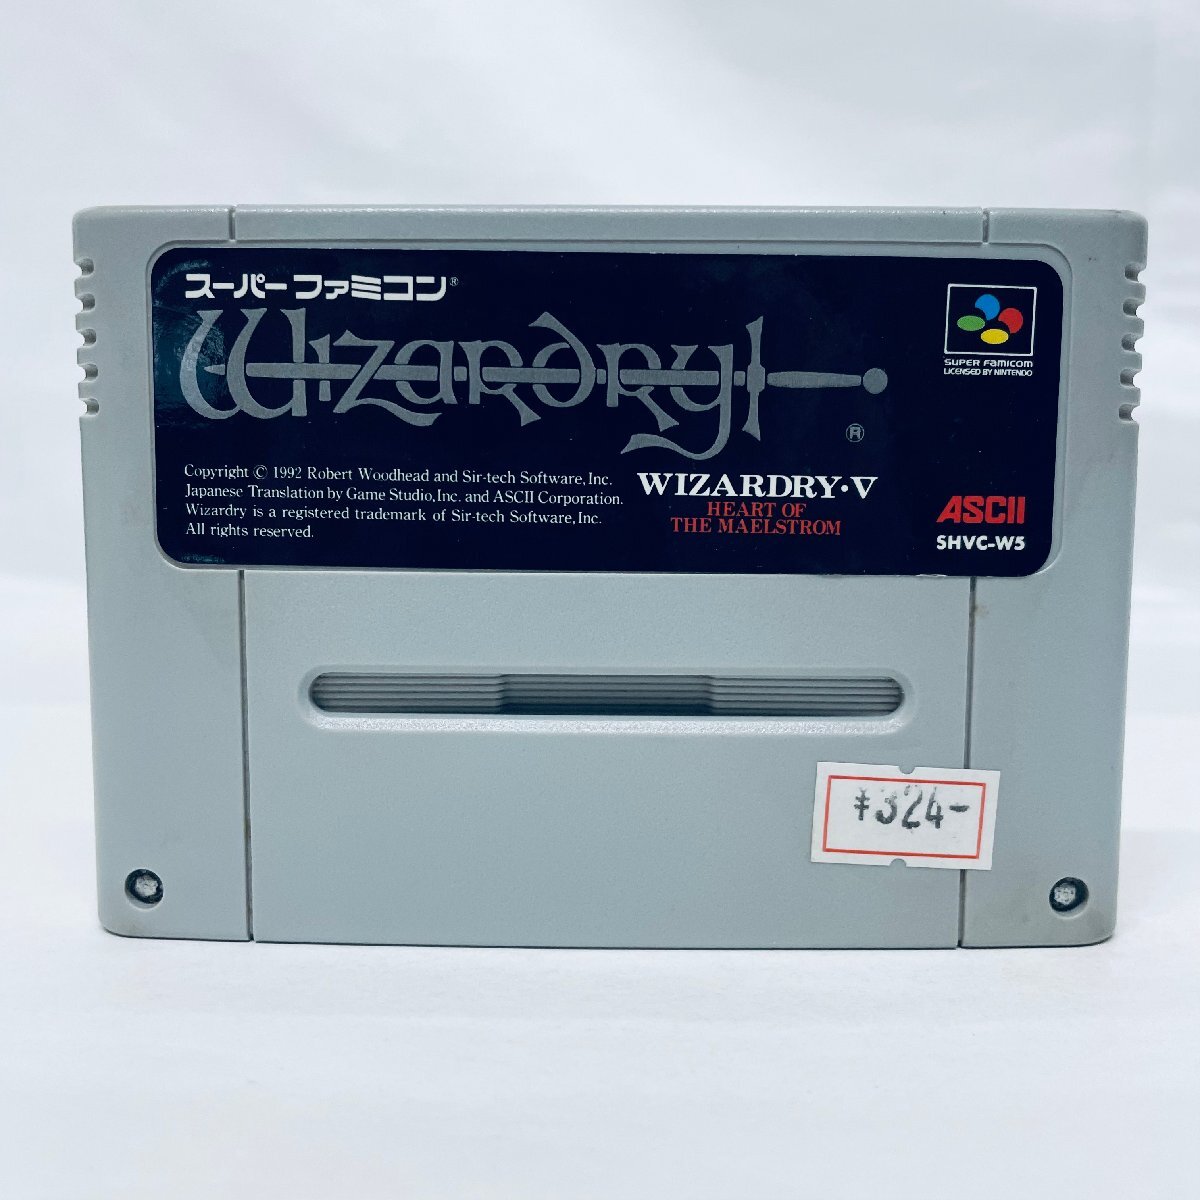 スーパーファミコン®
Wizardry
®
SUPER FAMICOM
LICENSED BY NINTENDO
Copyright © 1992 Robert Woodhead and Sir-tech Software, Inc.
Japanese Translation by Game Studio, Inc. and ASCII Corporation.
Wizardry is a registered trademark of Sir-tech Software, Inc.
All rights reserved.
WIZARDRY·V
HEART OF
THE MAELSTROM
ASCII
SHVC-W5
¥324-